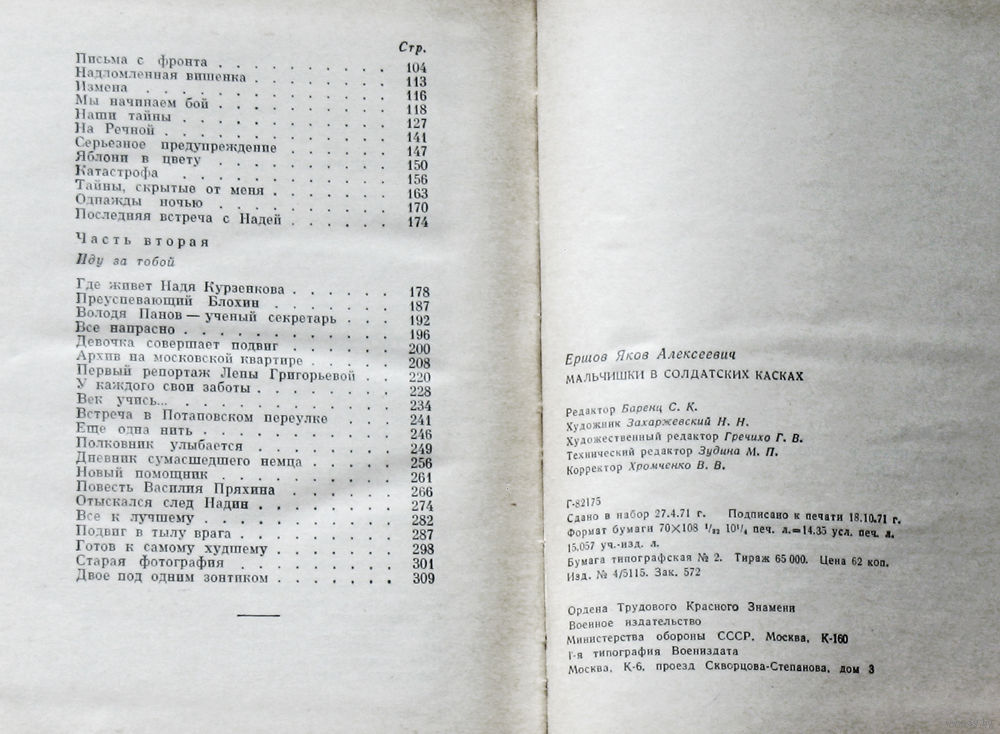 Стр.
Письма с фронта . . . . . . . . . . 104
Надломленная вишенка . . . . . . . . 113
Измена . . . . . . . . . . . . . 116
Мы начинаем бой . . . . . . . . . . 118
Наши тайны . . . . . . . . . . . . 127
На Речной . . . . . . . . . . . . 141
Серьезное предупреждение . . . . . . . 147
Яблони в цвету . . . . . . . . . . 150
Катастрофа . . . . . . . . . . . . 156
Тайны, скрытые от меня . . . . . . . . 163
Однажды ночью . . . . . . . . . . . 170
Последняя встреча с Надей . . . . . . . 174
Часть вторая
Иду за тобой
Где живет Надя Курзенкова . . . . . . 178
Преуспевающий Блохин . . . . . . . . 187
Володя Панов — ученый секретарь . . . 192
Все напрасно . . . . . . . . . . . 196
Девочка совершает подвиг . . . . . . 200
Архив на московской квартире . . . . . 208
Первый репортаж Лены Григорьевой . . 220
У каждого свои заботы . . . . . . . . 228
Век учись... . . . . . . . . . . . 234
Встреча в Потаповском переулке . . . . 241
Еще одна нить . . . . . . . . . . . 246
Полковник улыбается . . . . . . . . 249
Дневник сумасшедшего немца . . . . . 256
Новый помощник . . . . . . . . . . 261
Повесть Василия Пряхина . . . . . . . 266
Отыскался след Надин . . . . . . . . 274
Все к лучшему . . . . . . . . . . . 282
Подвиг в тылу врага . . . . . . . . . 287
Готов к самому худшему . . . . . . . 298
Старая фотография . . . . . . . . . 301
Двое под одним зонтиком . . . . . . . 309
Ершов Яков Алексеевич
МАЛЬЧИШКИ В СОЛДАТСКИХ КАСКАХ
Редактор Баренц С. К.
Художник Захаржевский Н. Н.
Художественный редактор Гречихо Г. В.
Технический редактор Зудина М. П.
Корректор Хромченко В. В.
Г-82175
Сдано в набор 27.4.71 г. Подписано к печати 18.10.71 г.
Формат бумаги 70×108 1/32 10¼ печ. л.=14.35 усл. печ. л.
15.057 уч.-изд. л.
Бумага типографская № 2. Тираж 65 000. Цена 62 коп.
Изд. № 4/5115. Зак. 572
Ордена Трудового Красного Знамени
Военное издательство
Министерства обороны СССР, Москва, К-160
1-я типография Воениздата
Москва, К-6, проезд Скворцова-Степанова, дом 3